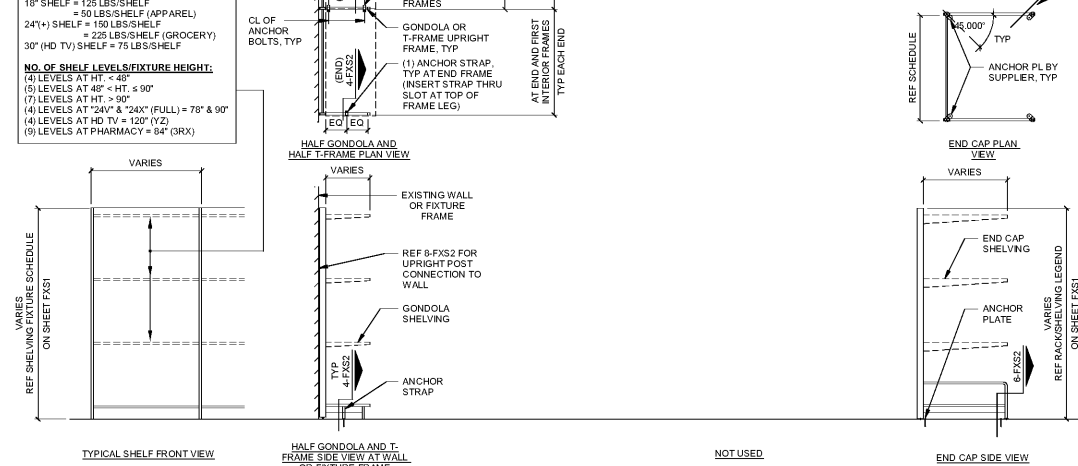 18" SHELF = 125 LBS/SHELF
= 50 LBS/SHELF (APPAREL)
24"(+) SHELF = 150 LBS/SHELF
= 225 LBS/SHELF (GROCERY)
30" (HD TV) SHELF = 75 LBS/SHELF
NO. OF SHELF LEVELS/FIXTURE HEIGHT:
(4) LEVELS AT HT. < 48"
(5) LEVELS AT 48" < HT. ≤ 90"
(7) LEVELS AT HT. > 90"
(4) LEVELS AT "24V" & "24X" (FULL) = 78" & 90"
(4) LEVELS AT HD TV = 120" (YZ)
(9) LEVELS AT PHARMACY = 84" (3RX)
CL OF
ANCHOR
BOLTS, TYP
FRAMES
GONDOLA OR
T-FRAME UPRIGHT
FRAME, TYP
(1) ANCHOR STRAP,
TYP AT END FRAME
(INSERT STRAP THRU
SLOT AT TOP OF
FRAME LEG)
(END)
4-FXS2
EQ EQ
AT END AND FIRST
INTERIOR FRAMES
TYP EACH END
HALF GONDOLA AND
HALF T-FRAME PLAN VIEW
REF SCHEDULE
45.000°
TYP
ANCHOR PL BY
SUPPLIER, TYP
END CAP PLAN
VIEW
VARIES
VARIES
REF SHELVING FIXTURE SCHEDULE
ON SHEET FXS1
TYPICAL SHELF FRONT VIEW
VARIES
EXISTING WALL
OR FIXTURE
FRAME
REF 8-FXS2 FOR
UPRIGHT POST
CONNECTION TO
WALL
GONDOLA
SHELVING
TYP
4-FXS2
ANCHOR
STRAP
HALF GONDOLA AND T-
FRAME SIDE VIEW AT WALL
OR FIXTURE FRAME
NOT USED
VARIES
END CAP
SHELVING
ANCHOR
PLATE
6-FXS2
VARIES
REF RACK/SHELVING LEGEND
ON SHEET FXS1
END CAP SIDE VIEW